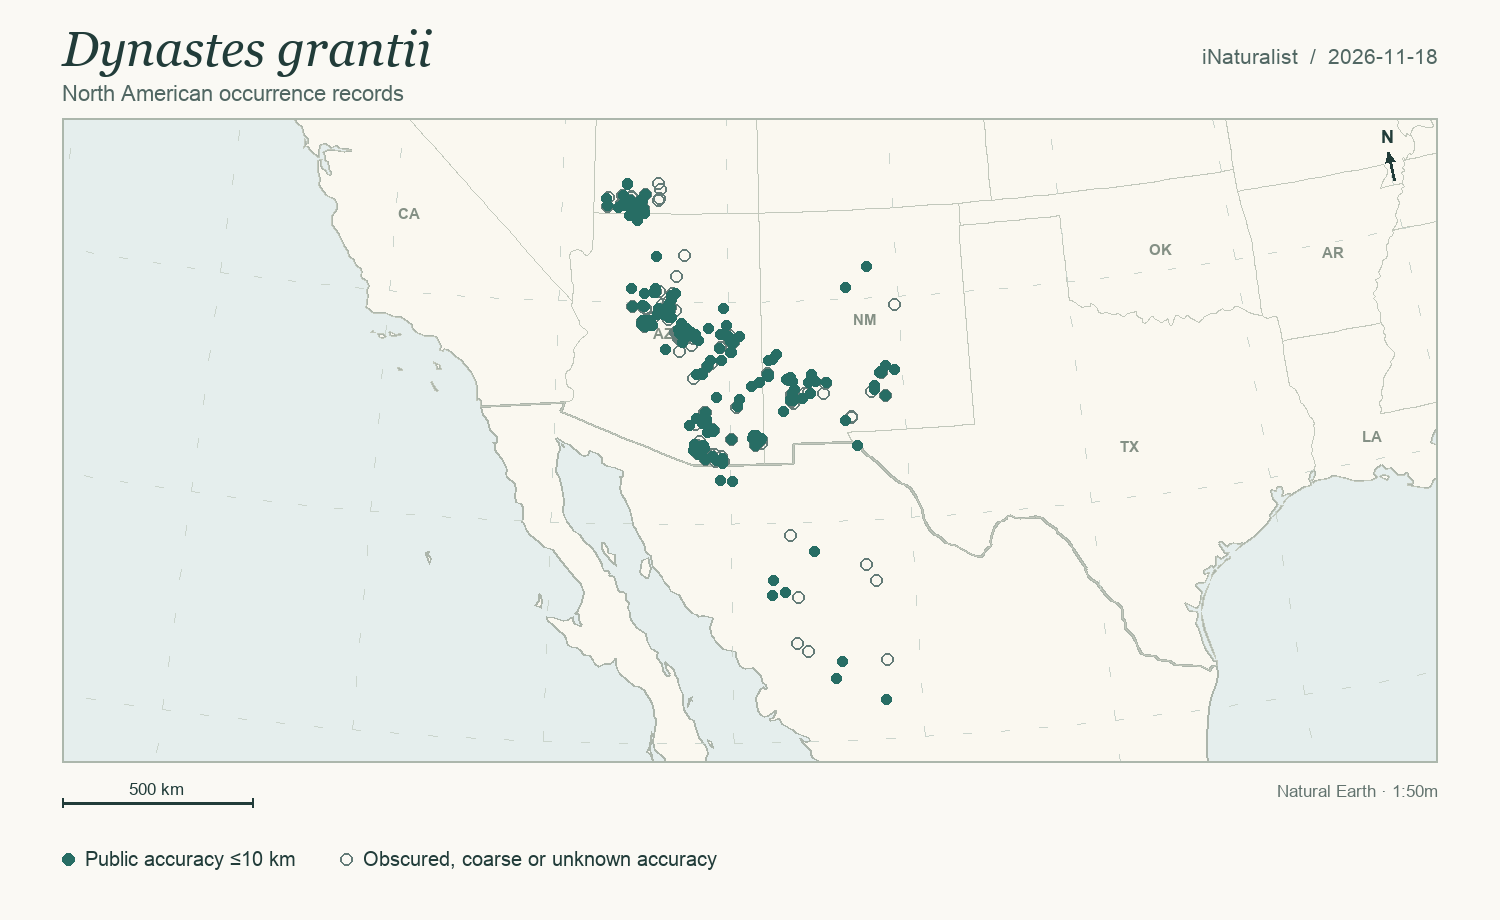 Dynastes grantii
North American occurrence records
iNaturalist / 2026-11-18
N
CA
OK
AR
NM
AZ
TX
LA
500 km
Natural Earth · 1:50m
Public accuracy ≤10 km
Obscured, coarse or unknown accuracy